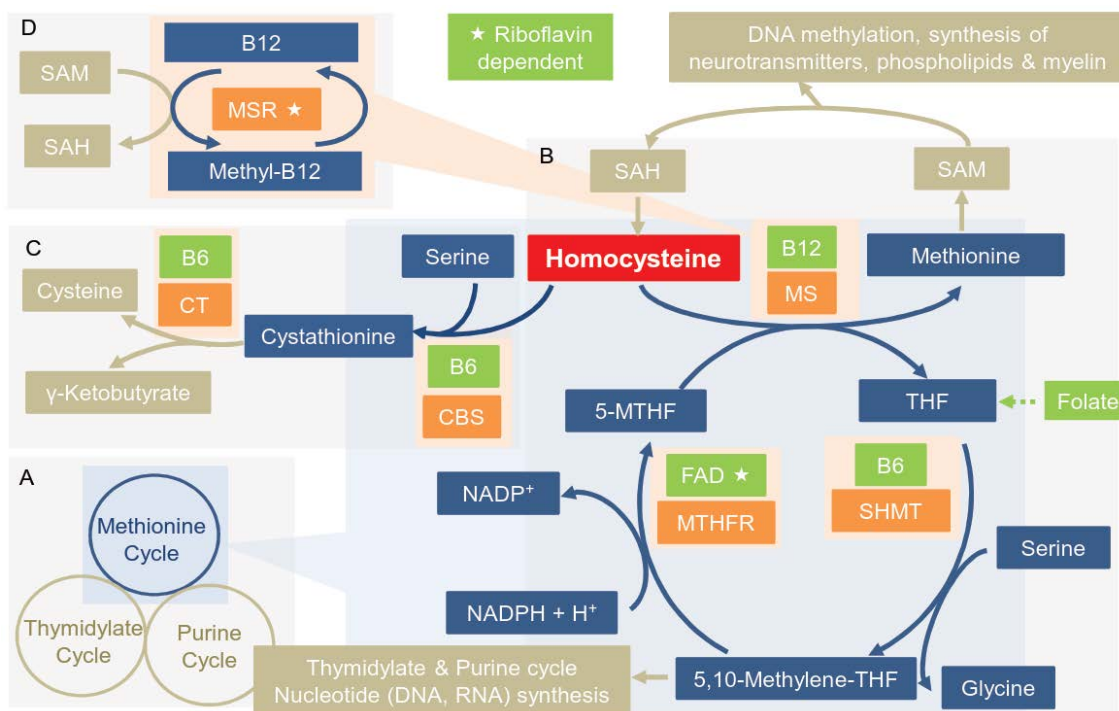 D
B12
★ Riboflavin
dependent
DNA methylation, synthesis of
neurotransmitters, phospholipids & myelin
SAM
MSR ★
SAH
Methyl-B12
B
SAH
SAM
C
B6
Serine
Homocysteine
B12
Methionine
Cysteine
CT
MS
Cystathionine
B6
γ-Ketobutyrate
CBS
5-MTHF
THF
Folate
A
NADP+
FAD ★
B6
Methionine
Cycle
MTHFR
SHMT
Serine
Thymidylate
Cycle
Purine
Cycle
NADPH + H+
Thymidylate & Purine cycle
Nucleotide (DNA, RNA) synthesis
5,10-Methylene-THF
Glycine